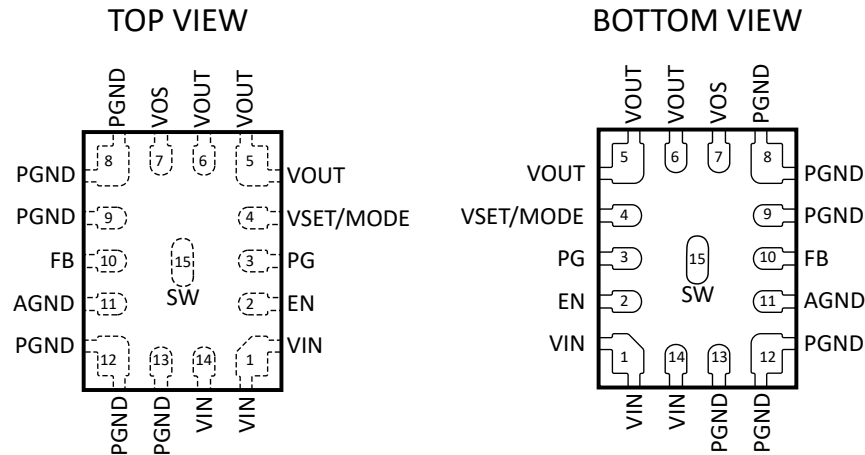 TOP VIEW
PGND
VOS
VOUT
VOUT
PGND
8
7
6
5
VOUT
PGND
9
4
VSET/MODE
FB
10
15
3
PG
SW
AGND
11
2
EN
PGND
12
13
14
1
VIN
PGND
PGND
VIN
VIN
BOTTOM VIEW
VOUT
VOUT
VOS
PGND
VOUT
5
6
7
8
PGND
VSET/MODE
4
9
PGND
PG
3
15
10
FB
SW
EN
2
11
AGND
VIN
1
14
13
12
PGND
VIN
VIN
PGND
PGND